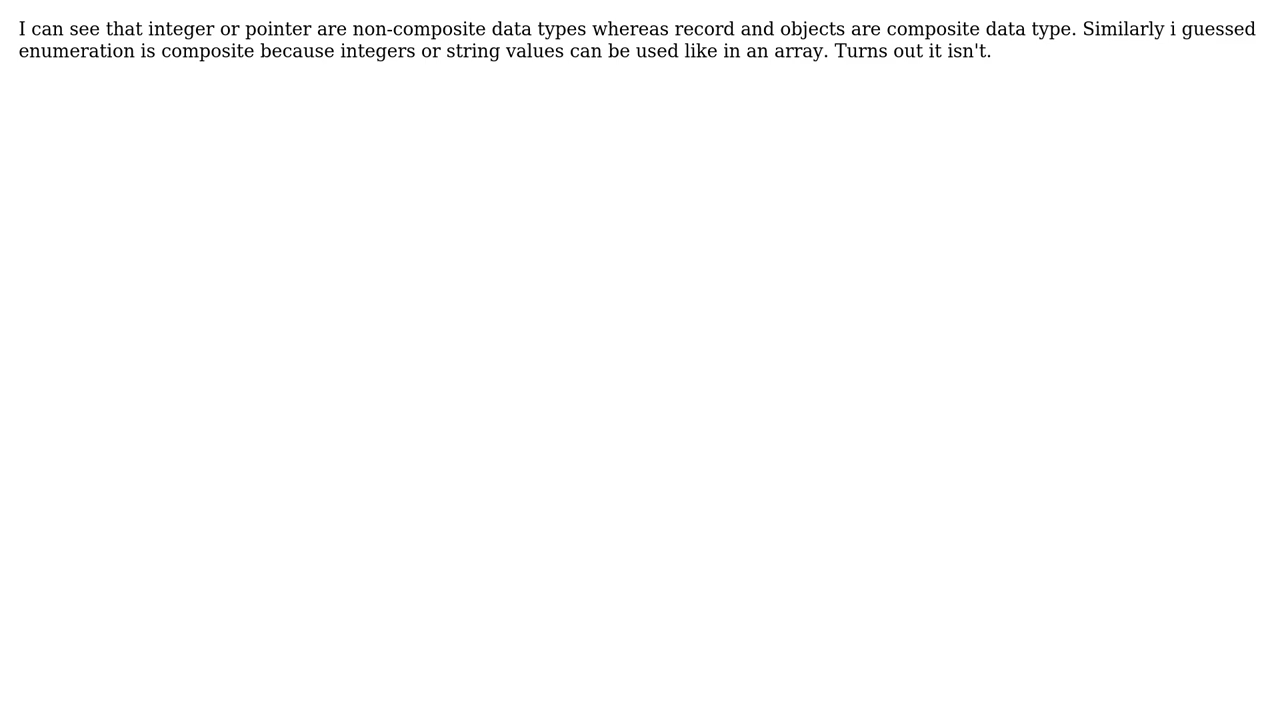 I can see that integer or pointer are non-composite data types whereas record and objects are composite data type. Similarly i guessed
enumeration is composite because integers or string values can be used like in an array. Turns out it isn't.